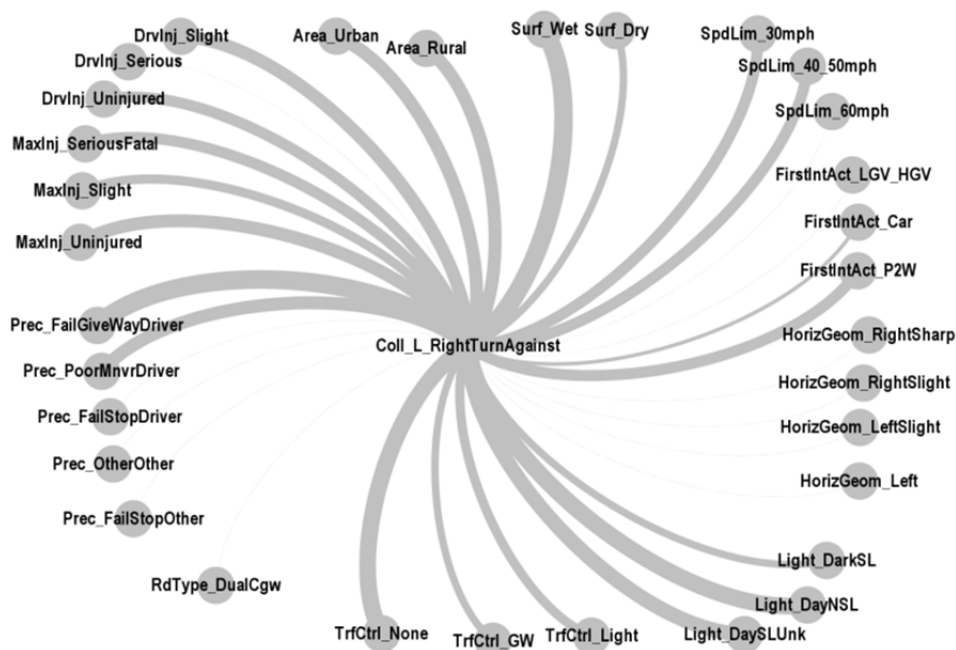 DrvInj_Slight
Area_Urban
Area_Rural
Surf_Wet
Surf_Dry
SpdLim_30mph
DrvInj_Serious
SpdLim_40_50mph
DrvInj_Uninjured
SpdLim_60mph
MaxInj_SeriousFatal
FirstIntAct_LGV_HGV
MaxInj_Slight
FirstIntAct_Car
MaxInj_Uninjured
FirstIntAct_P2W
Prec_FailGiveWayDriver
HorizGeom_RightSharp
Coll_L_RightTurnAgainst
Prec_PoorMnvrDriver
HorizGeom_RightSlight
Prec_FailStopDriver
HorizGeom_LeftSlight
Prec_OtherOther
HorizGeom_Left
Prec_FailStopOther
Light_DarkSL
RdType_DualCgw
Light_DayNSL
TrfCtrl_None
TrfCtrl_GW
TrfCtrl_Light
Light_DaySLUnk